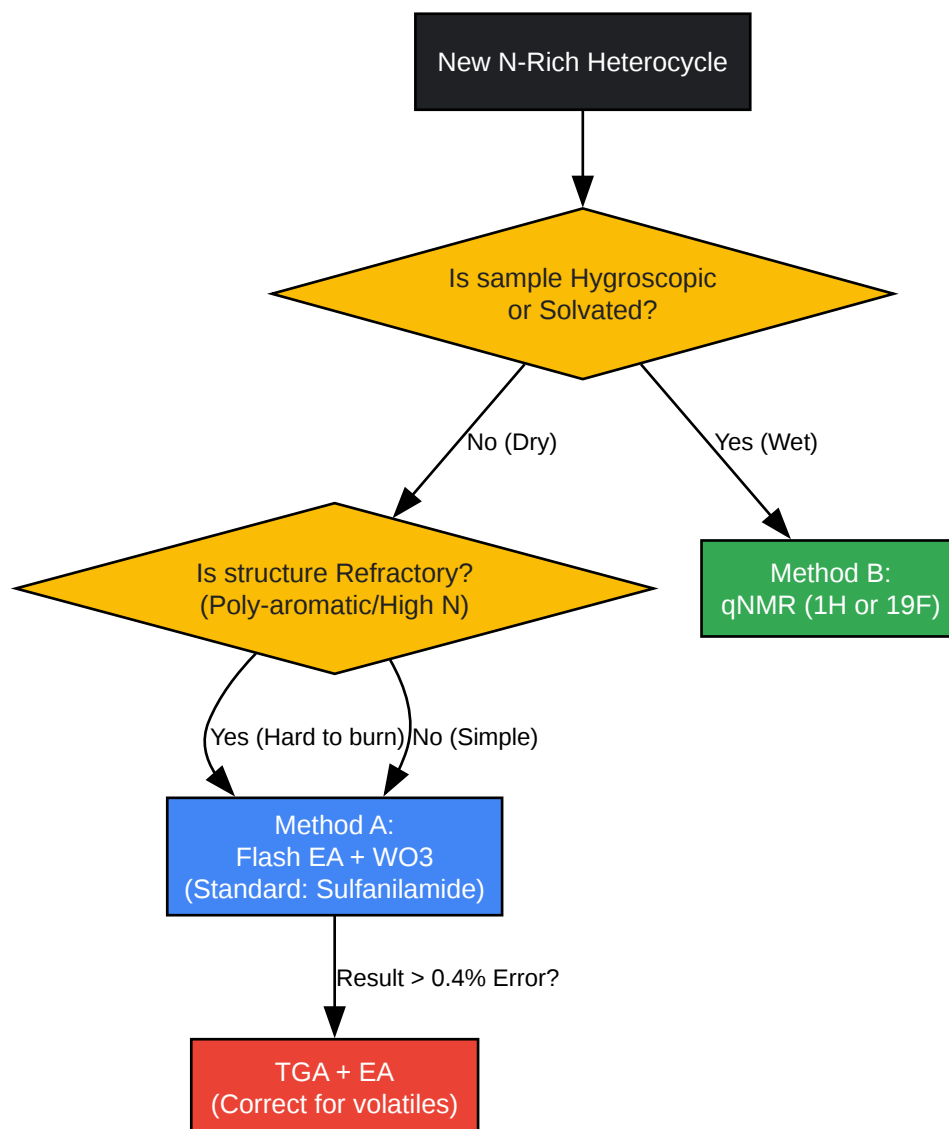 New N-Rich Heterocycle
Is sample Hygroscopic
or Solvated?
No (Dry)
Yes (Wet)
Is structure Refractory?
(Poly-aromatic/High N)
Method B:
qNMR (1H or 19F)
Yes (Hard to burn)
No (Simple)
Method A:
Flash EA + WO3
(Standard: Sulfanilamide)
Result > 0.4% Error?
TGA + EA
(Correct for volatiles)